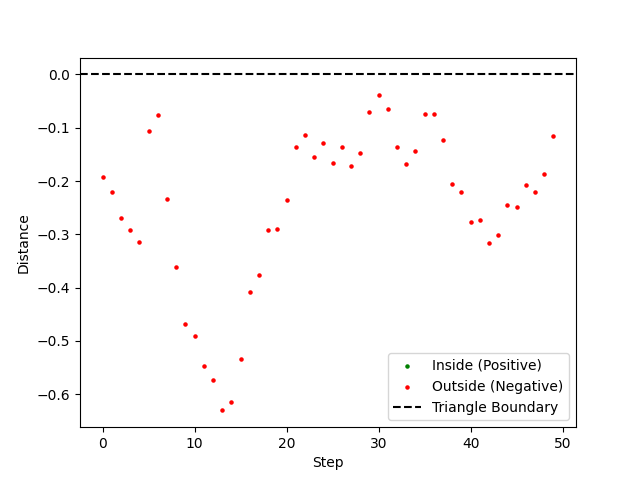 0.0
−0.1
−0.2
−0.3
−0.4
−0.5
−0.6
Distance
Inside (Positive)
Outside (Negative)
Triangle Boundary
0 10 20 30 40 50
Step